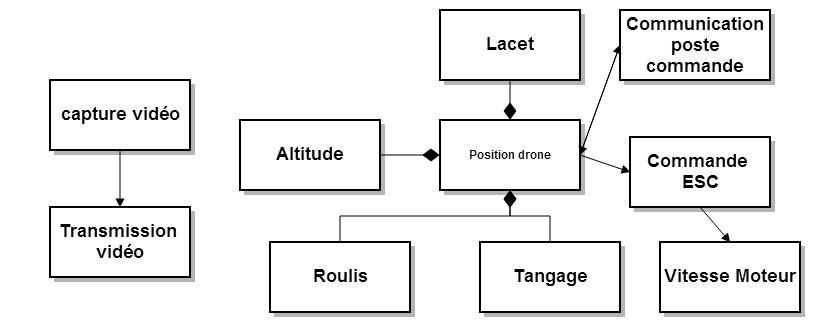 Lacet
Communication
poste
commande
capture vidéo
Altitude
Position drone
Commande
ESC
Transmission
vidéo
Roulis
Tangage
Vitesse Moteur